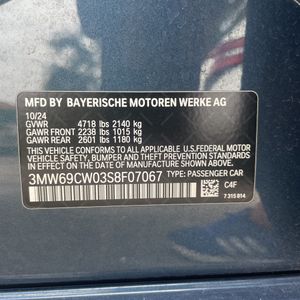 MFD BY BAYERISCHE MOTOREN WERKE AG
10/24
GVWR 4718 lBS 2140 kg
GAWR FRONT 2238 lBS 1015 kg
GAWR REAR 2601 lBS 1180 kg
THIS VEHICLE CONFORMS TO ALL APPLICABLE
U.S.FEDERAL MOTOR VEHICLE SAFETY, BUMPER,
AND THEFT PREVENTION STANDARDS IN EFFECT
ON THE DATE OF MANUFACTURE SHOWN ABOVE.
3MW69CW03S8F07067 TYPE: PASSENGER CAR
C4F
7 315 814